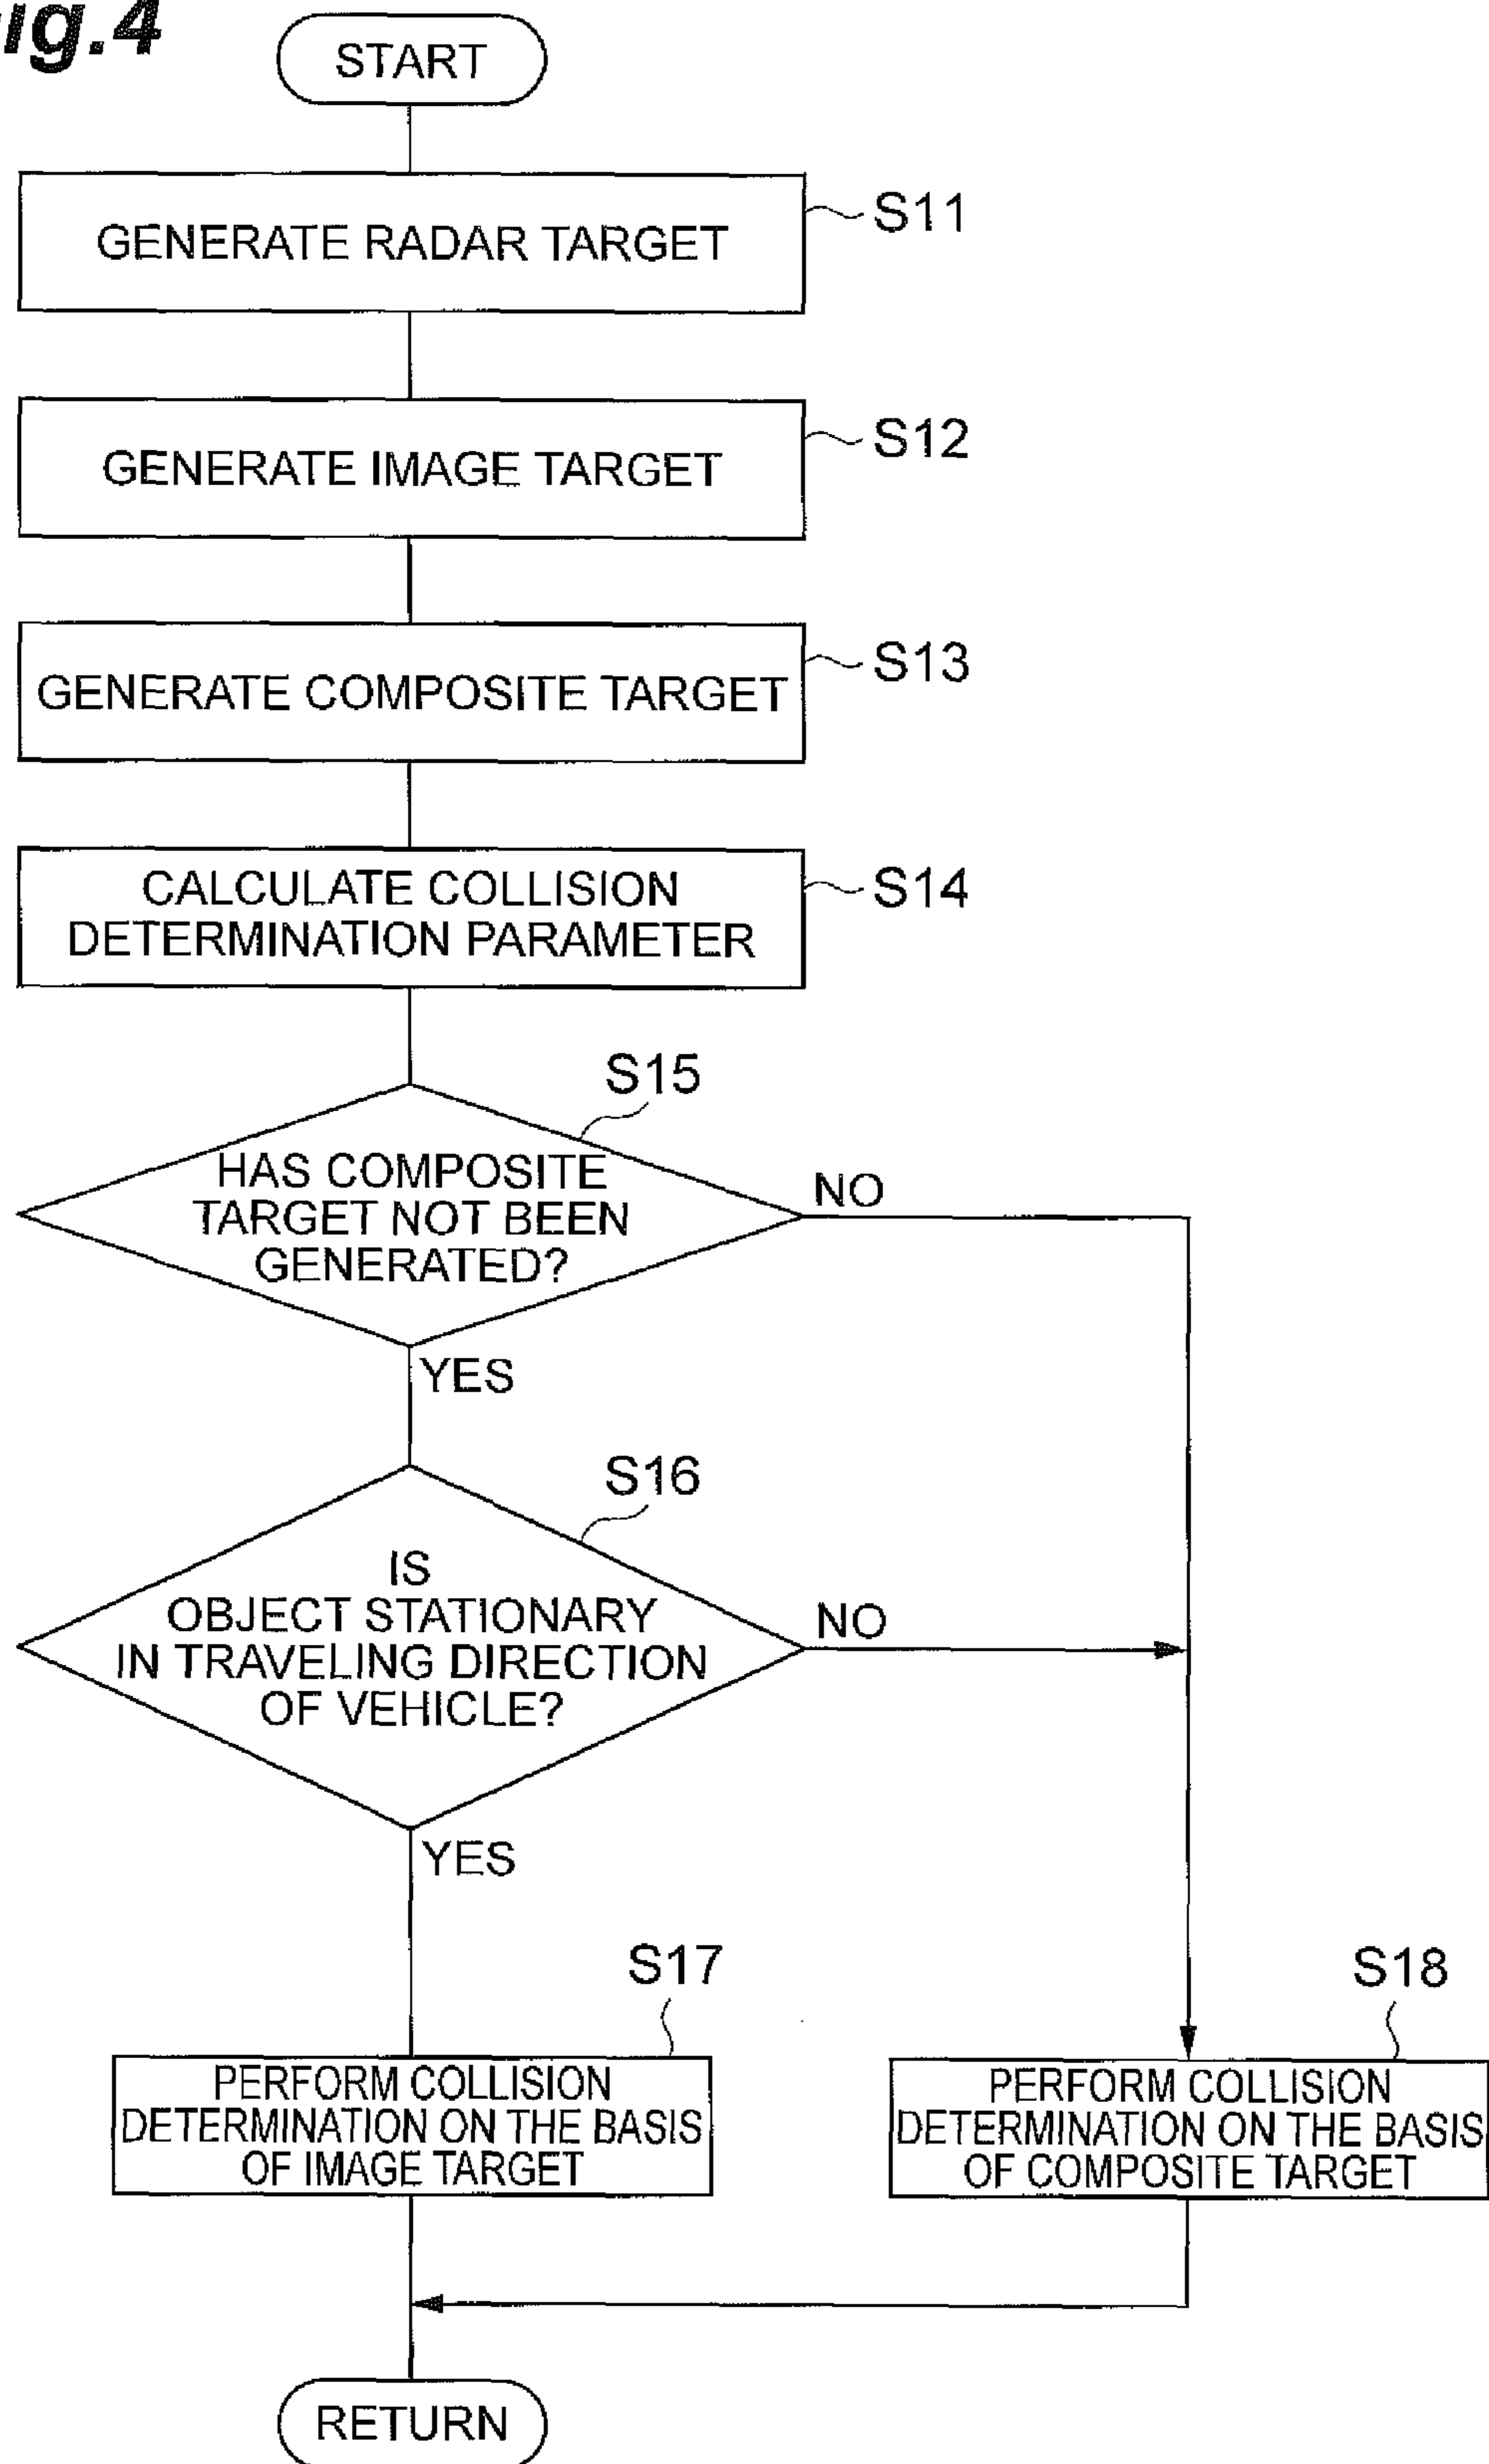 ig.4
START
GENERATE RADAR TARGET
S11
GENERATE IMAGE TARGET
S12
GENERATE COMPOSITE TARGET
S13
CALCULATE COLLISION
DETERMINATION PARAMETER
S14
S15
HAS COMPOSITE
TARGET NOT BEEN
GENERATED?
NO
YES
S16
IS
OBJECT STATIONARY
IN TRAVELING DIRECTION
OF VEHICLE?
NO
YES
S17
PERFORM COLLISION
DETERMINATION ON THE BASIS
OF IMAGE TARGET
S18
PERFORM COLLISION
DETERMINATION ON THE BASIS
OF COMPOSITE TARGET
RETURN